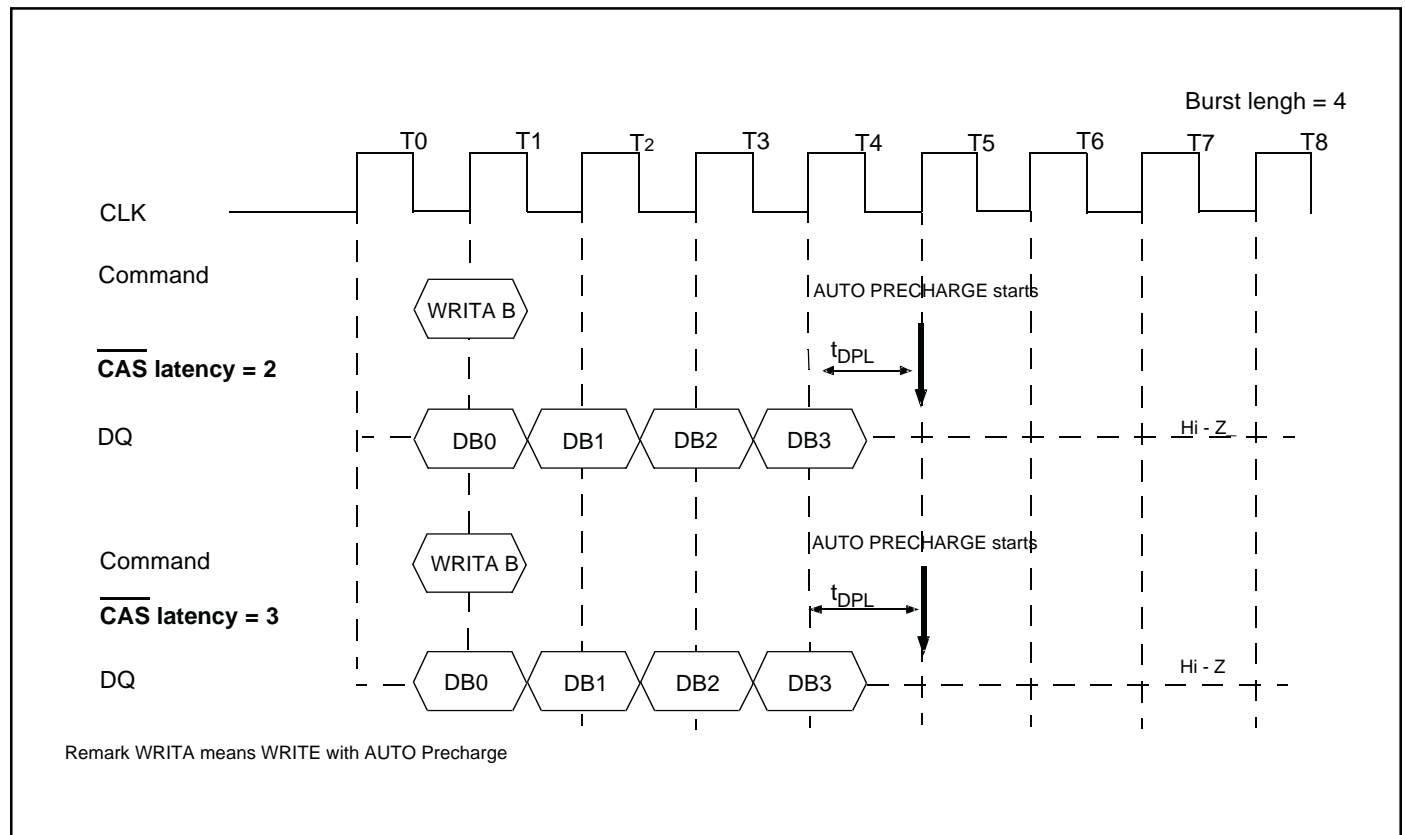 Burst lengh = 4
T0 T1 T2 T3 T4 T5 T6 T7 T8
CLK
Command
WRITA B
AUTO PRECHARGE starts
CAS latency = 2
tDPL
DQ
DB0 DB1 DB2 DB3
Hi - Z
Command
WRITA B
AUTO PRECHARGE starts
CAS latency = 3
tDPL
DQ
DB0 DB1 DB2 DB3
Hi - Z
Remark WRITA means WRITE with AUTO Precharge